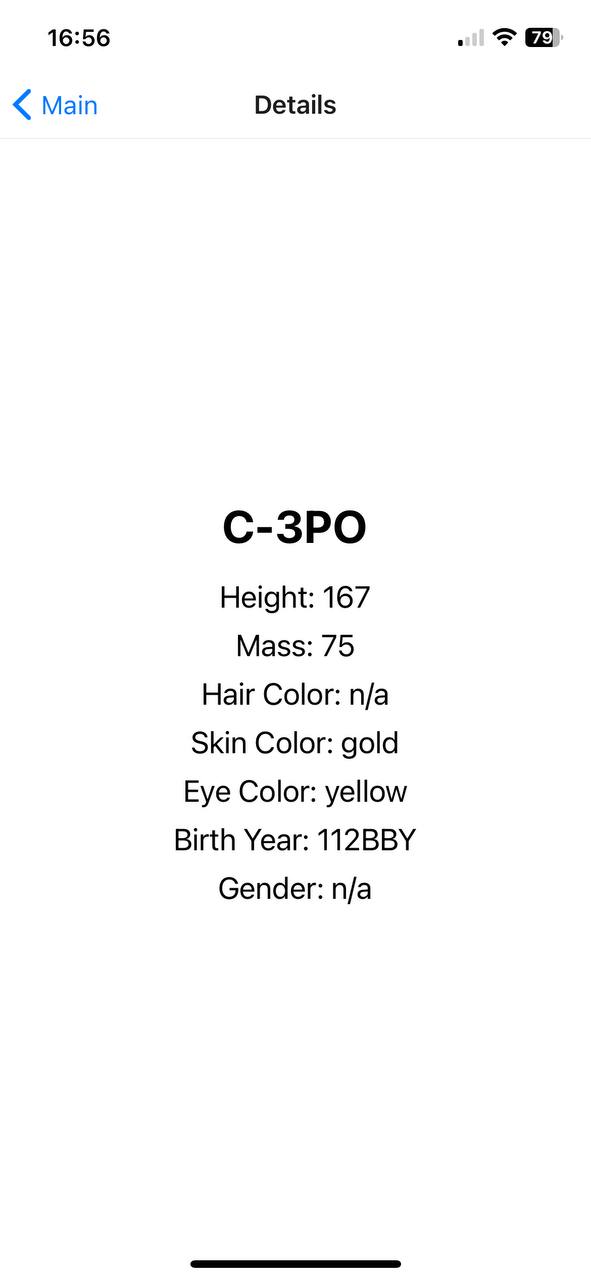 16:56
79
Main
Details
C-3PO
Height: 167
Mass: 75
Hair Color: n/a
Skin Color: gold
Eye Color: yellow
Birth Year: 112BBY
Gender: n/a